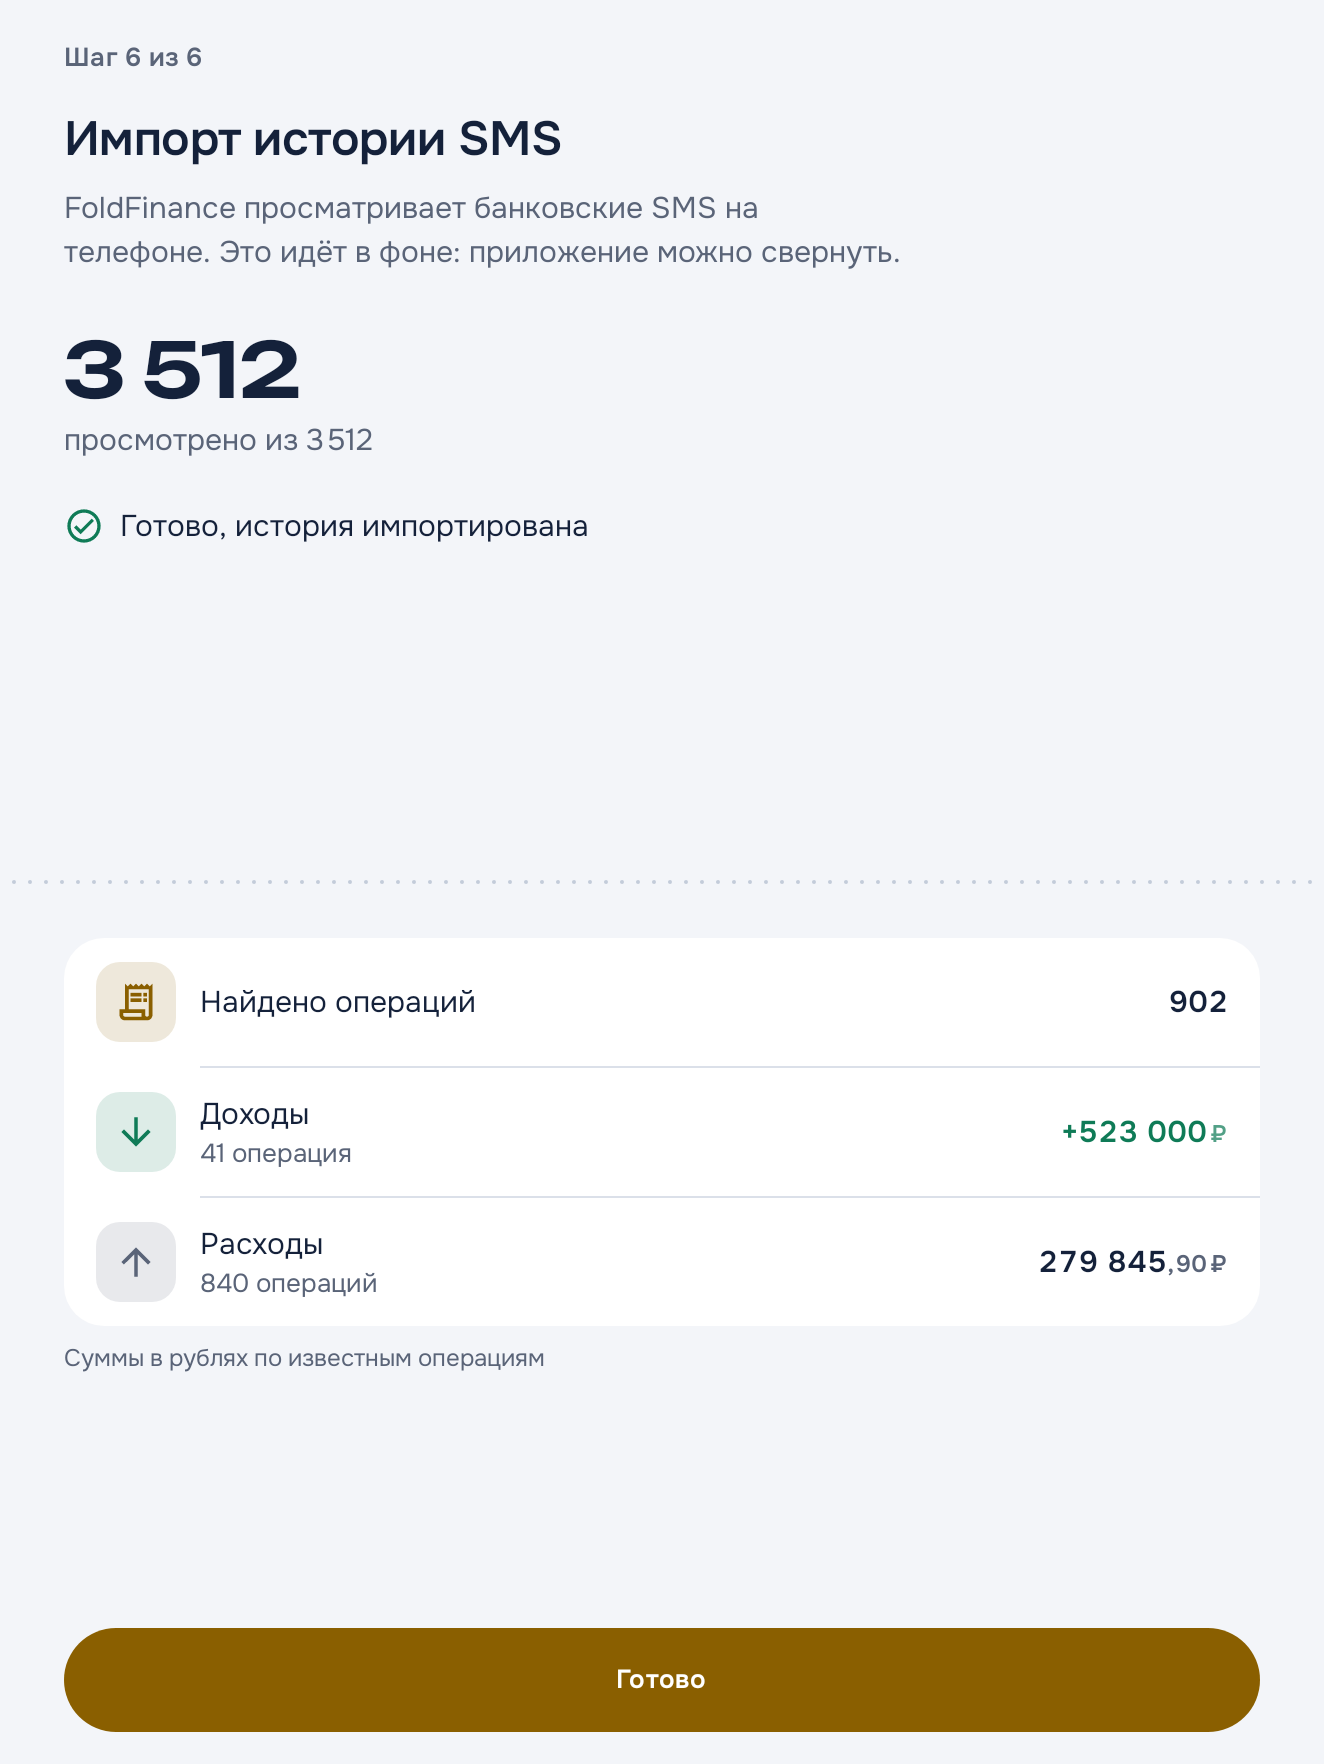 Шаг 6 из 6
Импорт истории SMS
FoldFinance просматривает банковские SMS на
телефоне. Это идёт в фоне: приложение можно свернуть.
3 512
просмотрено из 3 512
Готово, история импортирована
Найдено операций 902
Доходы
41 операция
+523 000 ₽
Расходы
840 операций
279 845,90 ₽
Суммы в рублях по известным операциям
Готово